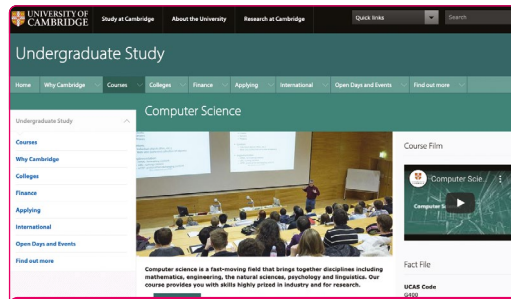 UNIVERSITY OF CAMBRIDGE
Study at Cambridge
About the University
Research at Cambridge
Quick links
Search
Undergraduate Study
Home
Why Cambridge
Courses
Colleges
Finance
Applying
International
Open Days and Events
Find out more
Undergraduate Study
Courses
Why Cambridge
Colleges
Finance
Applying
International
Open Days and Events
Find out more
Computer Science
Computer science is a fast-moving field that brings together disciplines including
mathematics, engineering, the natural sciences, psychology and linguistics. Our
course provides you with skills highly prized in industry and for research.
Course Film
Computer Scie...
Computer S
Fact File
UCAS Code
G400